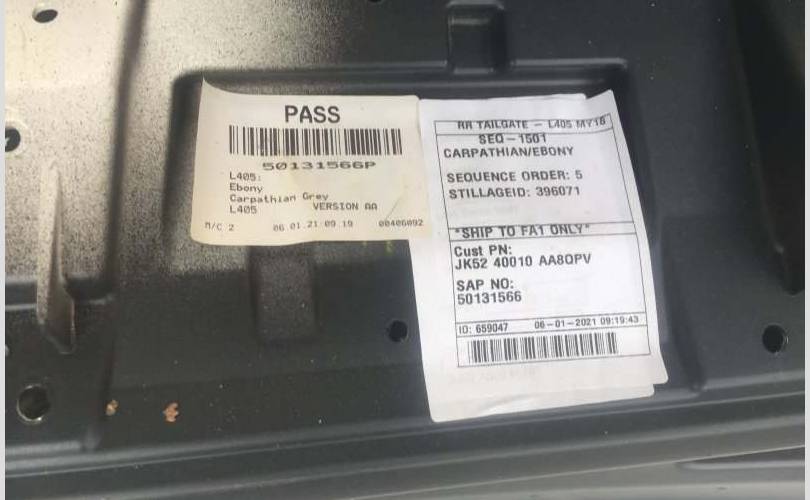 PASS
50131566P
L405:
Ebony
Carpathian Grey
L405 VERSION AA
M/C 2 06.01.21 09.19 00406092
RR TAILGATE - L405 MY18
SEQ-1501
CARPATHIAN/EBONY
SEQUENCE ORDER: 5
STILLAGEID: 396071
*SHIP TO FA1 ONLY*
Cust PN:
JK52 40010 AA8QPV
SAP NO:
50131566
ID: 659047 06-01-2021 09:19:43